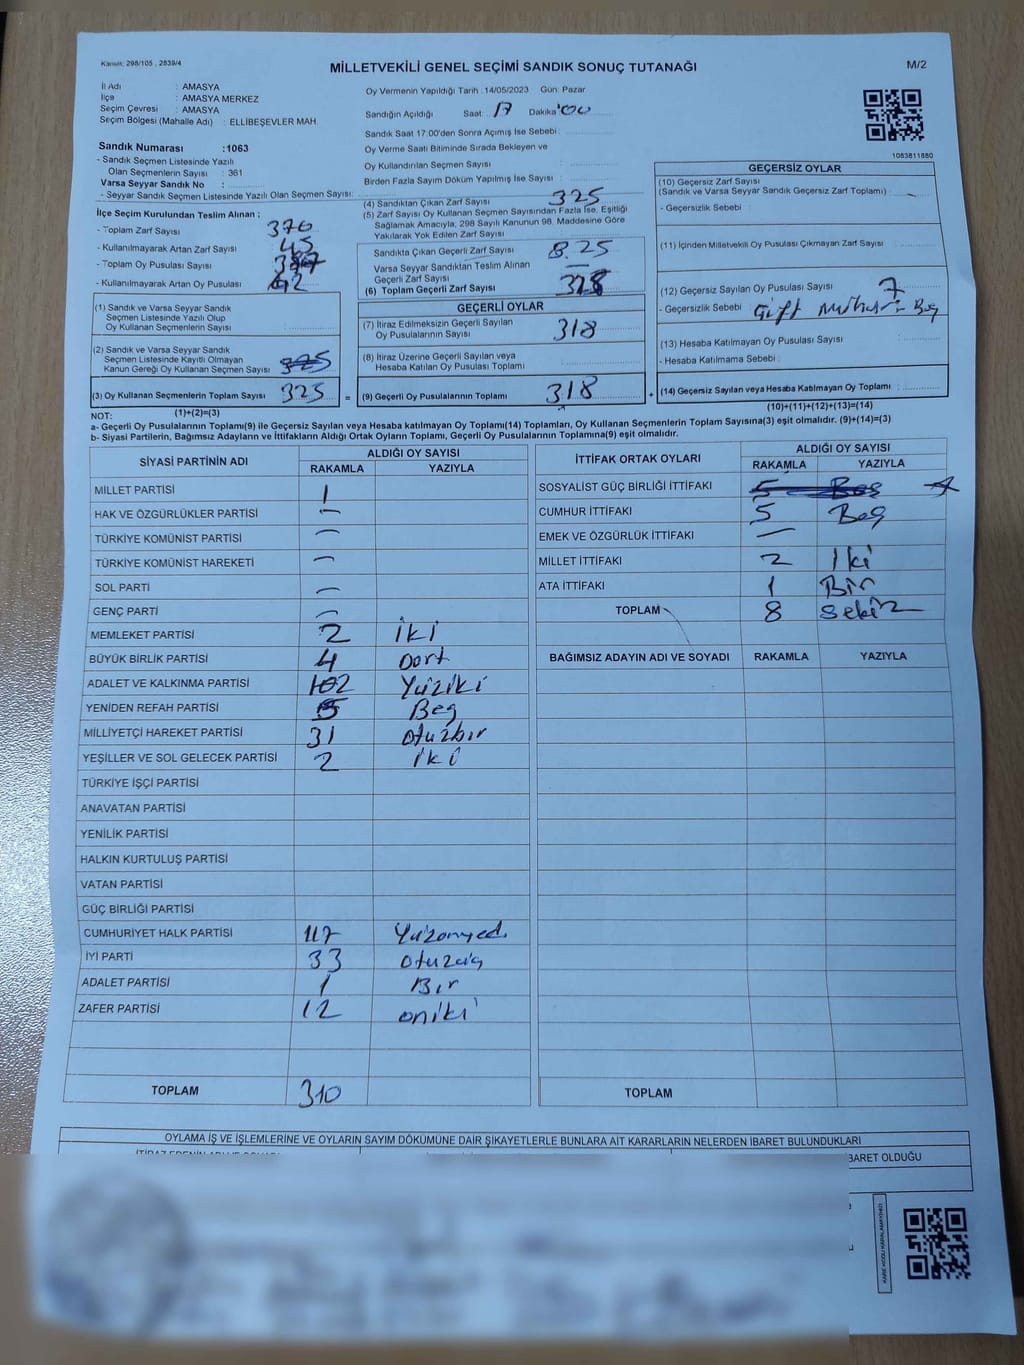 Kanun: 298/105 , 2839/4
MİLLETVEKİLİ GENEL SEÇİMİ SANDIK SONUÇ TUTANAĞI
M/2
İl Adı : AMASYA
İlçe : AMASYA MERKEZ
Seçim Çevresi : AMASYA
Seçim Bölgesi (Mahalle Adı) : ELLİBEŞEVLER MAH.
Sandık Numarası :1063
- Sandık Seçmen Listesinde Yazılı
Olan Seçmenlerin Sayısı : 361
Varsa Seyyar Sandık No :
- Seyyar Sandık Seçmen Listesinde Yazılı Olan Seçmen Sayısı:
Oy Vermenin Yapıldığı Tarih :14/05/2023 Gün: Pazar
Sandığın Açıldığı Saat 17 Dakika 00
Sandık Saat 17:00'den Sonra Açımış İse Sebebi :
Oy Verme Saati Bitiminde Sırada Bekleyen ve
Oy Kullandırılan Seçmen Sayısı :
Birden Fazla Sayım Döküm Yapılmış İse Sayısı :
1063811680
İlçe Seçim Kurulundan Teslim Alınan ;
- Toplam Zarf Sayısı 370
- Kullanılmayarak Artan Zarf Sayısı 45
- Toplam Oy Pusulası Sayısı
- Kullanılmayarak Artan Oy Pusulası 42
(4) Sandıktan Çıkan Zarf Sayısı 325
(5) Zarf Sayısı Oy Kullanan Seçmen Sayısından Fazla İse, Eşitliği
Sağlamak Amacıyla, 298 Sayılı Kanunun 98. Maddesine Göre
Yakılarak Yok Edilen Zarf Sayısı
Sandıkta Çıkan Geçerli Zarf Sayısı 325
Varsa Seyyar Sandıktan Teslim Alınan
Geçerli Zarf Sayısı
(6) Toplam Geçerli Zarf Sayısı
GEÇERSİZ OYLAR
(10) Geçersiz Zarf Sayısı
(Sandık ve Varsa Seyyar Sandık Geçersiz Zarf Toplamı) :
- Geçersizlik Sebebi :
(11) İçinden Milletvekili Oy Pusulası Çıkmayan Zarf Sayısı
(12) Geçersiz Sayılan Oy Pusulası Sayısı 7
- Geçersizlik Sebebi : Çift Mühür
(13) Hesaba Katılmayan Oy Pusulası Sayısı
- Hesaba Katılmama Sebebi
(14) Geçersiz Sayılan veya Hesaba Katılmayan Oy Toplamı :
(10)+(11)+(12)+(13)=(14)
(1) Sandık ve Varsa Seyyar Sandık
Seçmen Listesinde Yazılı Olup
Oy Kullanan Seçmenlerin Sayısı
(2) Sandık ve Varsa Seyyar Sandık
Seçmen Listesinde Kayıtlı Olmayan
Kanun Gereği Oy Kullanan Seçmen Sayısı 325
(3) Oy Kullanan Seçmenlerin Toplam Sayısı 325 =
(1)+(2)=(3)
GEÇERLİ OYLAR
(7) İtiraz Edilmeksizin Geçerli Sayılan
Oy Pusulalarının Sayısı 318
(8) İtiraz Üzerine Geçerli Sayılan veya
Hesaba Katılan Oy Pusulası Toplamı
(9) Geçerli Oy Pusulalarının Toplamı 318 +
NOT:
a- Geçerli Oy Pusulalarının Toplamı(9) ile Geçersiz Sayılan veya Hesaba katılmayan Oy Toplamı(14) Toplamları, Oy Kullanan Seçmenlerin Toplam Sayısına(3) eşit olmalıdır. (9)+(14)=(3)
b- Siyasi Partilerin, Bağımsız Adayların ve İttifakların Aldığı Ortak Oyların Toplamı, Geçerli Oy Pusulalarının Toplamına(9) eşit olmalıdır.
SİYASİ PARTİNİN ADI ALDIĞI OY SAYISI
RAKAMLA YAZIYLA
MİLLET PARTİSİ 1
HAK VE ÖZGÜRLÜKLER PARTİSİ —
TÜRKİYE KOMÜNİST PARTİSİ —
TÜRKİYE KOMÜNİST HAREKETİ —
SOL PARTİ —
GENÇ PARTİ —
MEMLEKET PARTİSİ 2 iki
BÜYÜK BİRLİK PARTİSİ 4 Dört
ADALET VE KALKINMA PARTİSİ 102 Yüziki
YENİDEN REFAH PARTİSİ 5 Beş
MİLLİYETÇİ HAREKET PARTİSİ 31 otuzbir
YEŞİLLER VE SOL GELECEK PARTİSİ 2 iki
TÜRKİYE İŞÇİ PARTİSİ
ANAVATAN PARTİSİ
YENİLİK PARTİSİ
HALKIN KURTULUŞ PARTİSİ
VATAN PARTİSİ
GÜÇ BİRLİĞİ PARTİSİ
CUMHURİYET HALK PARTİSİ 117 Yüzonyedi
İYİ PARTİ 33 otuzüç
ADALET PARTİSİ 1 Bir
ZAFER PARTİSİ 12 oniki
TOPLAM 310
İTTİFAK ORTAK OYLARI ALDIĞI OY SAYISI
RAKAMLA YAZIYLA
SOSYALİST GÜÇ BİRLİĞİ İTTİFAKI 5 Beş
CUMHUR İTTİFAKI 5 Beş
EMEK VE ÖZGÜRLÜK İTTİFAKI —
MİLLET İTTİFAKI 2 İki
ATA İTTİFAKI 1 Bir
TOPLAM 8 sekiz
BAĞIMSIZ ADAYIN ADI VE SOYADI RAKAMLA YAZIYLA
TOPLAM
OYLAMA İŞ VE İŞLEMLERİNE VE OYLARIN SAYIM DÖKÜMÜNE DAİR ŞİKAYETLERLE BUNLARA AİT KARARLARIN NELERDEN İBARET BULUNDUKLARI
BARET OLDUĞU